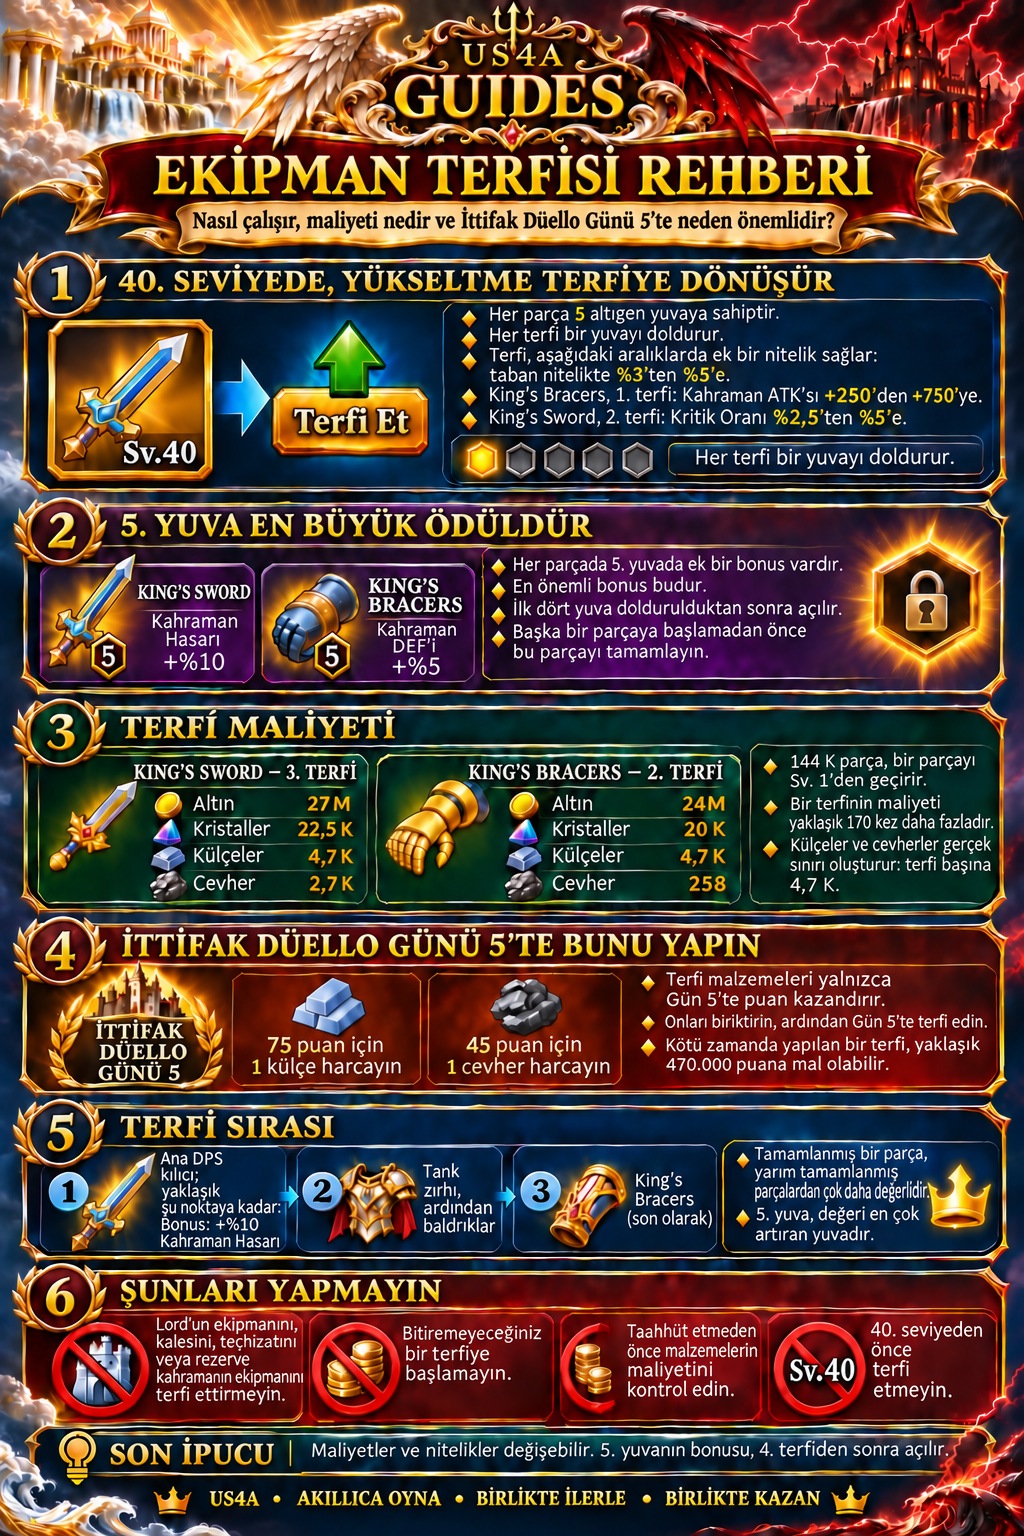 US4A
GUIDES
EKİPMAN TERFİSİ REHBERİ
Nasıl çalışır, maliyeti nedir ve İttifak Düello Günü 5'te neden önemlidir?
1
40. SEVİYEDE, YÜKSELTME TERFİYE DÖNÜŞÜR
Sv.40
Terfi Et
Her parça 5 altıgen yuvaya sahiptir.
Her terfi bir yuvayı doldurur.
Terfi, aşağıdaki aralıklarda ek bir nitelik sağlar:
taban nitelikte %3'ten %5'e.
King's Bracers, 1. terfi: Kahraman ATK'sı +250'den +750'ye.
King's Sword, 2. terfi: Kritik Oranı %2,5'ten %5'e.
Her terfi bir yuvayı doldurur.
2
5. YUVA EN BÜYÜK ÖDÜLDÜR
5
KING'S SWORD
Kahraman
Hasarı
+%10
5
KING'S
BRACERS
Kahraman
DEF'i
+%5
Her parçada 5. yuvada ek bir bonus vardır.
En önemli bonus budur.
İlk dört yuva doldurulduktan sonra açılır.
Başka bir parçaya başlamadan önce
bu parçayı tamamlayın.
3
TERFİ MALİYETİ
KING'S SWORD – 3. TERFİ
Altın 27 M
Kristaller 22,5 K
Külçeler 4,7 K
Cevher 2,7 K
KING'S BRACERS – 2. TERFİ
Altın 24M
Kristaller 20 K
Külçeler 4,7 K
Cevher 258
144 K parça, bir parçayı
Sv. 1'den geçirir.
Bir terfinin maliyeti
yaklaşık 170 kez daha fazladır.
Külçeler ve cevherler gerçek
sınırı oluşturur: terfi başına
4,7 K.
4
İTTİFAK DÜELLO GÜNÜ 5'TE BUNU YAPIN
İTTİFAK
DÜELLO
GÜNÜ 5
75 puan için
1 külçe harcayın
45 puan için
1 cevher harcayın
Terfi malzemeleri yalnızca
Gün 5'te puan kazandırır.
Onları biriktirin, ardından Gün 5'te terfi edin.
Kötü zamanda yapılan bir terfi, yaklaşık
470.000 puana mal olabilir.
5
TERFİ SIRASI
1
Ana DPS
kılıcı;
yaklaşık
şu noktaya kadar:
Bonus: +%10
Kahraman Hasarı
2
Tank
zırhı,
ardından
baldrıklar
3
King's
Bracers
(son olarak)
Tamamlanmış bir parça,
yarım tamamlanmış
parçalardan çok daha değerlidir.
5. yuva, değeri en çok
artıran yuvadır.
6
ŞUNLARI YAPMAYIN
Lord'un ekipmanını,
kalesini, teçhizatını
veya rezerve
kahramanın ekipmanını
terfi ettirmeyin.
Bitiremeyeceğiniz
bir terfiye
başlamayın.
Taahhüt etmeden
önce malzemelerin
maliyetini
kontrol edin.
Sv.40
40. seviyeden
önce
terfi
etmeyin.
SON İPUCU
Maliyetler ve nitelikler değişebilir. 5. yuvanın bonusu, 4. terfiden sonra açılır.
US4A • AKILLICA OYNA • BİRLİKTE İLERLE • BİRLİKTE KAZAN